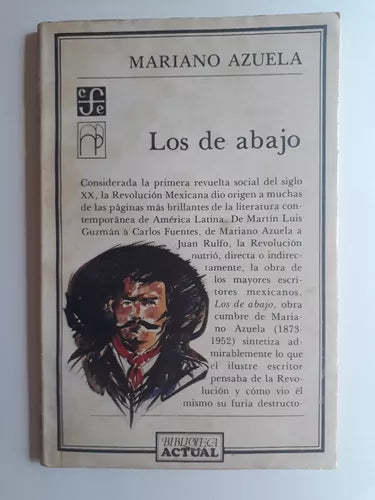 MARIANO AZUELA
c f e
Los de abajo
Considerada la primera revuelta social del siglo
XX, la Revolución Mexicana dio origen a muchas
de las páginas más brillantes de la literatura con-
temporánea de América Latina. De Martín Luis
Guzmán a Carlos Fuentes, de Mariano Azuela a
Juan Rulfo, la Revolución
nutrió, directa o indirec-
tamente, la obra de
los mayores escri-
tores mexicanos.
Los de abajo, obra
cumbre de Maria-
no Azuela (1873-
1952) sintetiza ad-
mirablemente lo que
el ilustre escritor
pensaba de la Revo-
lución y cómo vio él
mismo su furia destructo-
BIBLIOTECA
ACTUAL